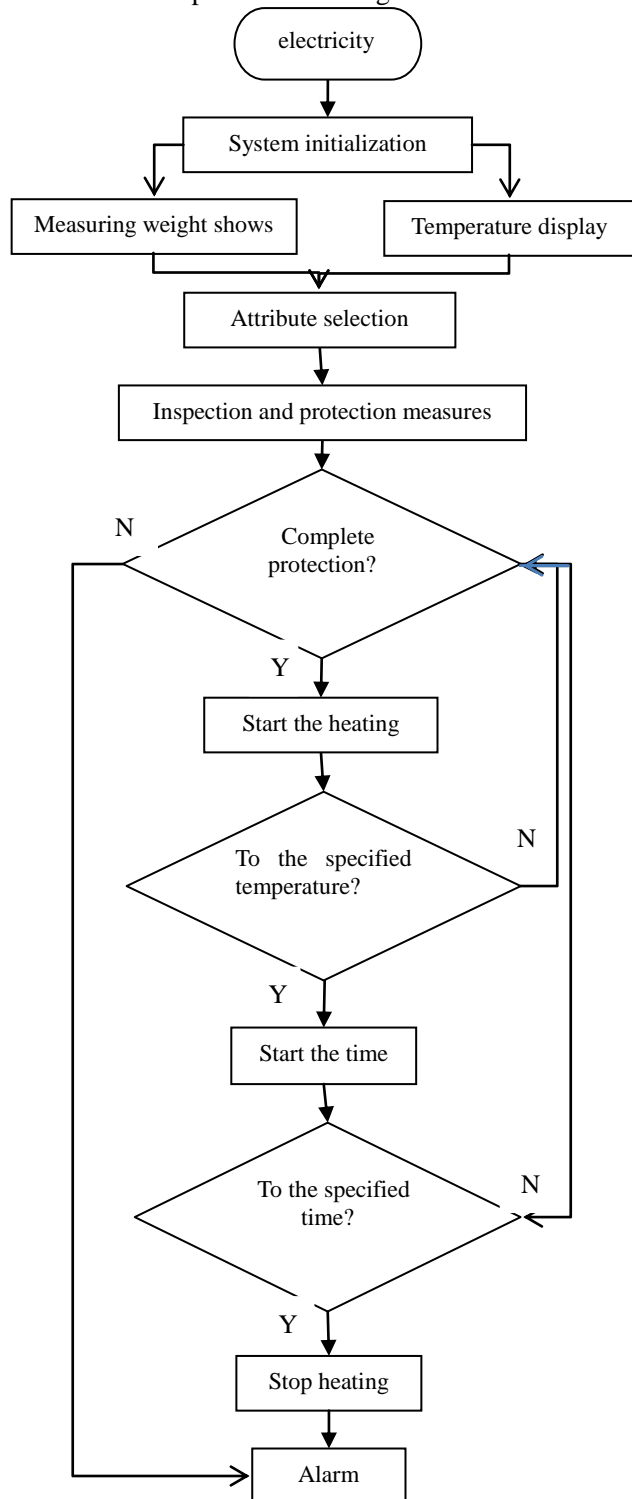 electricity
System initialization
Measuring weight shows
Temperature display
Attribute selection
Inspection and protection measures
N
Complete
protection?
Y
Start the heating
N
To the specified
temperature?
Y
Start the time
N
To the specified
time?
Y
Stop heating
Alarm